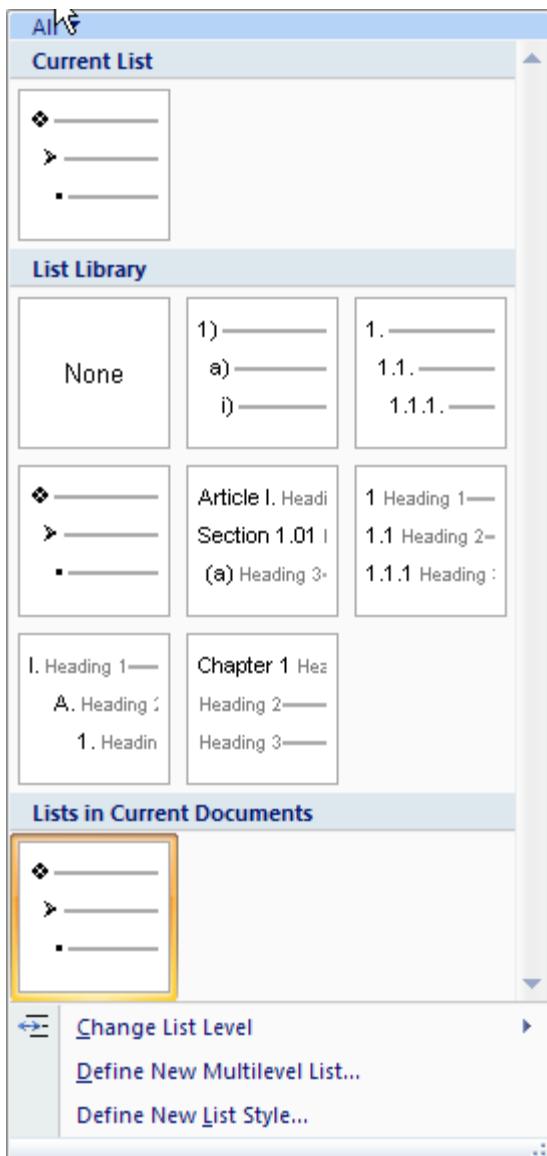 All
Current List
List Library
None
1)
a)
i)
1.
1.1.
1.1.1.
Article I. Headi
Section 1.01
(a) Heading 3
1 Heading 1
1.1 Heading 2
1.1.1 Heading
I. Heading 1
A. Heading
1. Headin
Chapter 1 Hea
Heading 2
Heading 3
Lists in Current Documents
Change List Level
Define New Multilevel List...
Define New List Style...